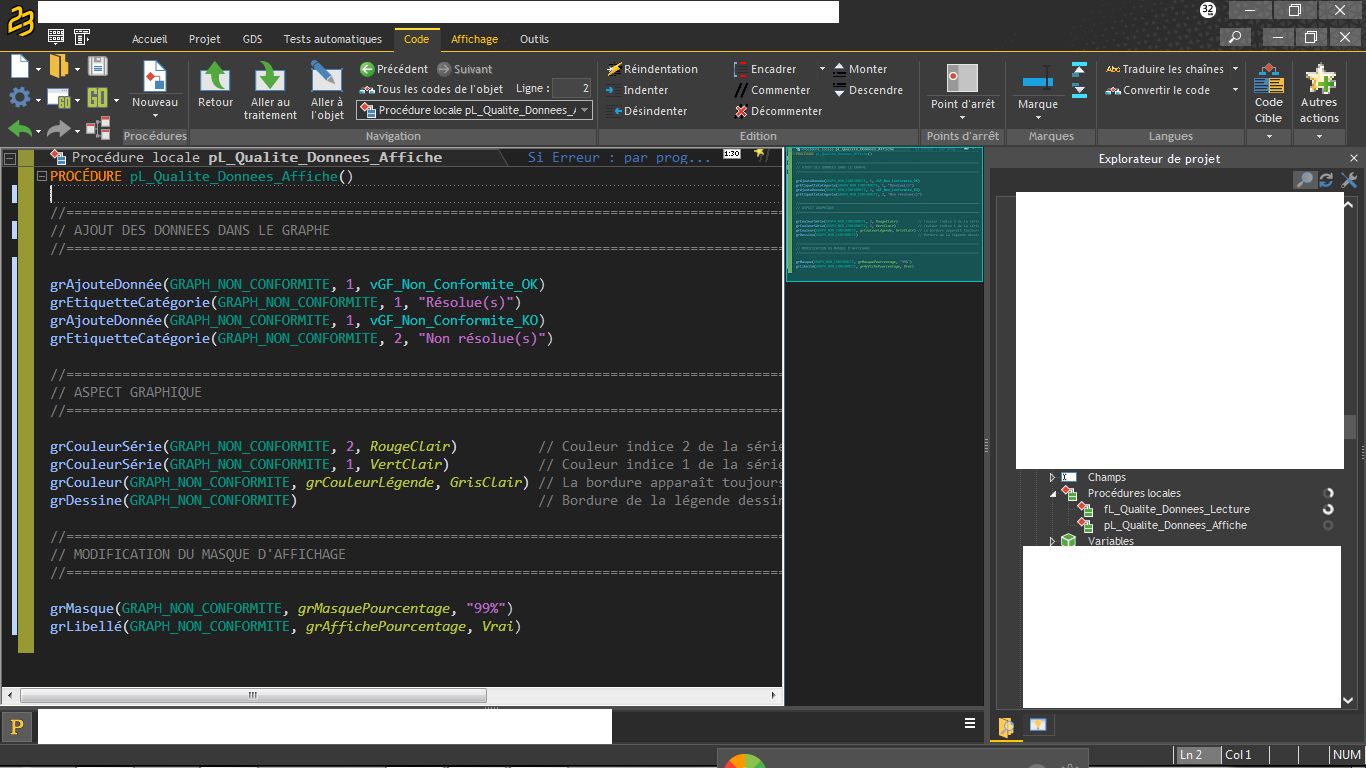 23
32
Accueil Projet GDS Tests automatiques Code Affichage Outils
Nouveau
Procédures
Retour
Aller au traitement
Aller à l'objet
Précédent Suivant
Tous les codes de l'objet Ligne : 2
Procédure locale pL_Qualite_Donnees_A
Navigation
Réindentation
Indenter
Désindenter
Encadrer
Commenter
Décommenter
Monter
Descendre
Edition
Point d'arrêt
Points d'arrêt
Marque
Marques
Traduire les chaînes
Convertir le code
Langues
Code Cible
Autres actions
GO
Procédure locale pL_Qualite_Donnees_Affiche Si Erreur : par prog... 1:30 //
PROCÉDURE pL_Qualite_Donnees_Affiche()
//==========================================================================================
// AJOUT DES DONNEES DANS LE GRAPHE
//==========================================================================================
grAjouteDonnée(GRAPH_NON_CONFORMITE, 1, vGF_Non_Conformite_OK)
grEtiquetteCatégorie(GRAPH_NON_CONFORMITE, 1, "Résolue(s)")
grAjouteDonnée(GRAPH_NON_CONFORMITE, 1, vGF_Non_Conformite_KO)
grEtiquetteCatégorie(GRAPH_NON_CONFORMITE, 2, "Non résolue(s)")
//==========================================================================================
// ASPECT GRAPHIQUE
//==========================================================================================
grCouleurSérie(GRAPH_NON_CONFORMITE, 2, RougeClair) // Couleur indice 2 de la série
grCouleurSérie(GRAPH_NON_CONFORMITE, 1, VertClair) // Couleur indice 1 de la série
grCouleur(GRAPH_NON_CONFORMITE, grCouleurLégende, GrisClair) // La bordure apparaît toujours
grDessine(GRAPH_NON_CONFORMITE) // Bordure de la légende dessin
//==========================================================================================
// MODIFICATION DU MASQUE D'AFFICHAGE
//==========================================================================================
grMasque(GRAPH_NON_CONFORMITE, grMasquePourcentage, "99%")
grLibellé(GRAPH_NON_CONFORMITE, grAffichePourcentage, Vrai)
Explorateur de projet
Champs
Procédures locales
fL_Qualite_Donnees_Lecture
pL_Qualite_Donnees_Affiche
Variables
P
Ln 2 Col 1 NUM